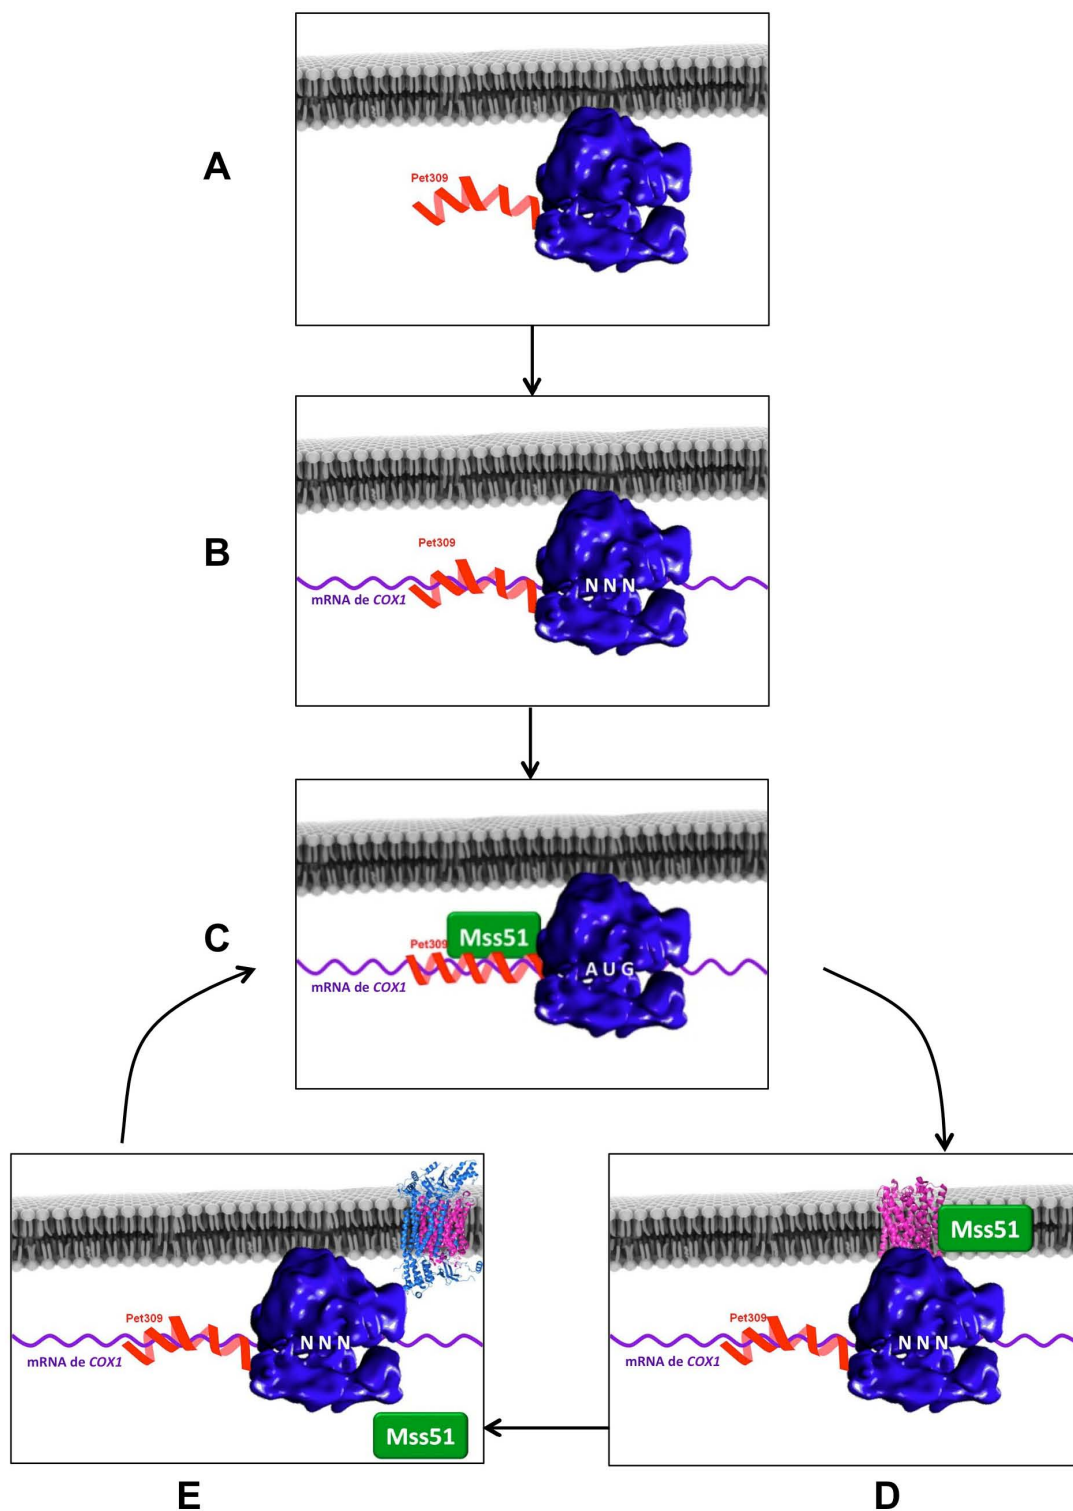 A
Pet309
B
Pet309
N N N
mRNA de COX1
C
Mss51
Pet309
A U G
mRNA de COX1
Mss51
Pet309
N N N
mRNA de COX1
Mss51
E
Pet309
N N N
mRNA de COX1
D